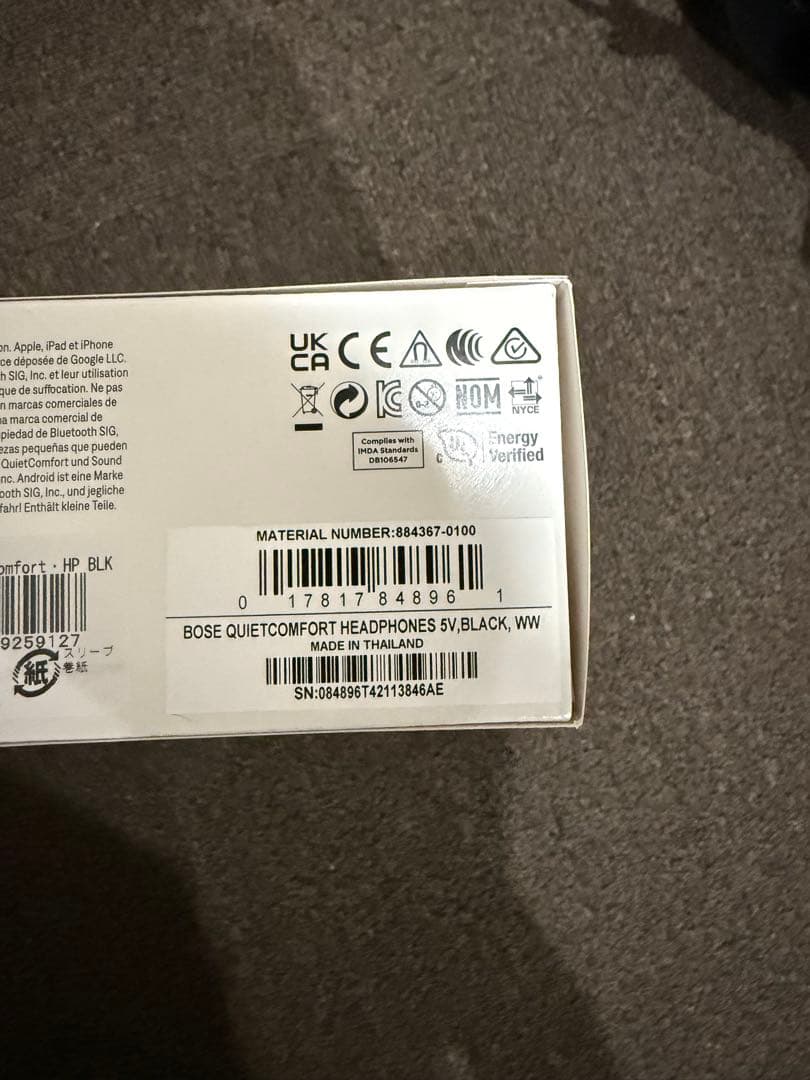 on. Apple, iPad et iPhone
ce déposée de Google LLC.
h SIG, Inc. et leur utilisation
que de suffocation. Ne pas
n marcas comerciales de
na marca comercial de
piedad de Bluetooth SIG,
ezas pequeñas que pueden
QuietComfort und Sound
nc. Android ist eine Marke
ooth SIG, Inc., und jegliche
fahr! Enthält kleine Teile.
UK
CA CE
NOM
NYCE
Complies with
IMDA Standards
DB106547
UL
C
Energy
Verified
omfort・HP BLK
9259127
紙
スリーブ
巻紙
MATERIAL NUMBER:884367-0100
0 17817 84896 1
BOSE QUIETCOMFORT HEADPHONES 5V,BLACK, WW
MADE IN THAILAND
SN:084896T42113846AE